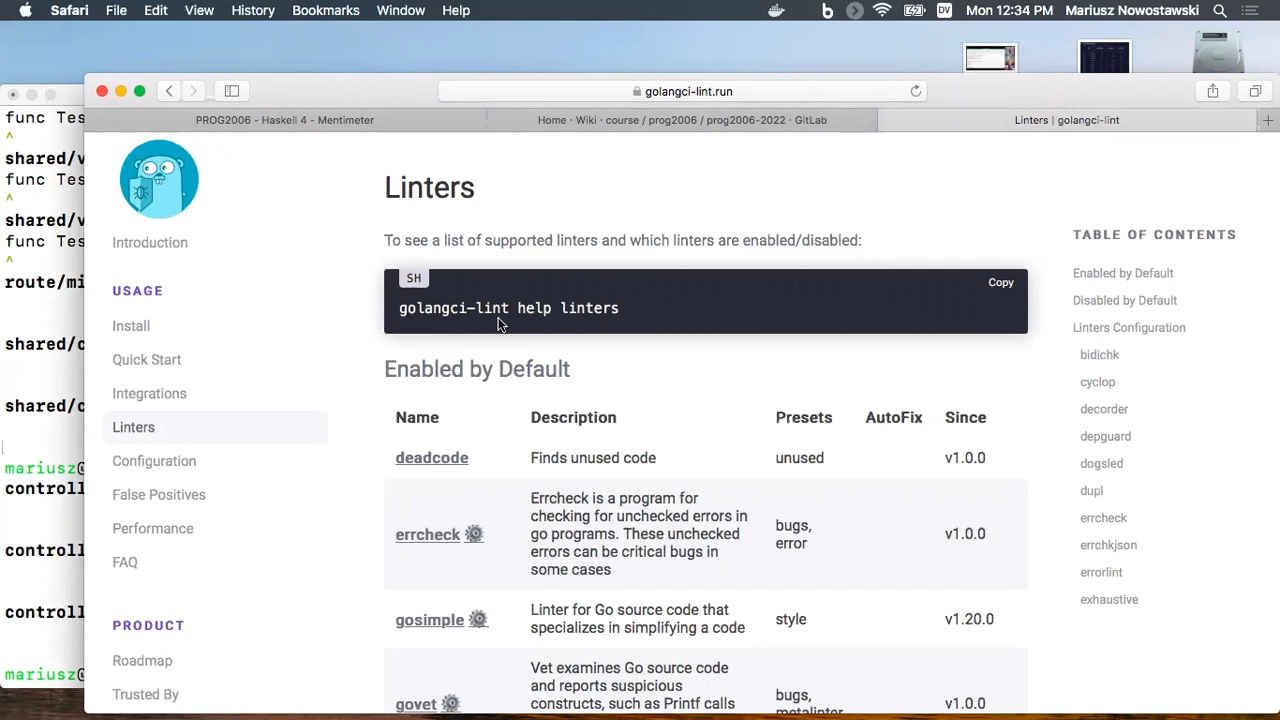 Safari File Edit View History Bookmarks Window Help DV Mon 12:34 PM Mariusz Nowostawski
golangci-lint.run
PROG2006 - Haskell 4 - Mentimeter
Home · Wiki · course / prog2006 / prog2006-2022 · GitLab
Linters | golangci-lint
func Tes
^
shared/v
func Tes
^
shared/v
func Tes
^
route/mi
shared/c
shared/c
mariusz@
controll
controll
controll
mariusz@
Introduction
USAGE
Install
Quick Start
Integrations
Linters
Configuration
False Positives
Performance
FAQ
PRODUCT
Roadmap
Trusted By
Linters
To see a list of supported linters and which linters are enabled/disabled:
SH
Copy
golangci-lint help linters
Enabled by Default
Name Description Presets AutoFix Since
deadcode Finds unused code unused v1.0.0
errcheck Errcheck is a program for
checking for unchecked errors in
go programs. These unchecked
errors can be critical bugs in
some cases
bugs,
error
v1.0.0
gosimple Linter for Go source code that
specializes in simplifying a code
style v1.20.0
govet Vet examines Go source code
and reports suspicious
constructs, such as Printf calls
bugs,
metalinter
v1.0.0
TABLE OF CONTENTS
Enabled by Default
Disabled by Default
Linters Configuration
bidichk
cyclop
decorder
depguard
dogsled
dupl
errcheck
errchkjson
errorlint
exhaustive